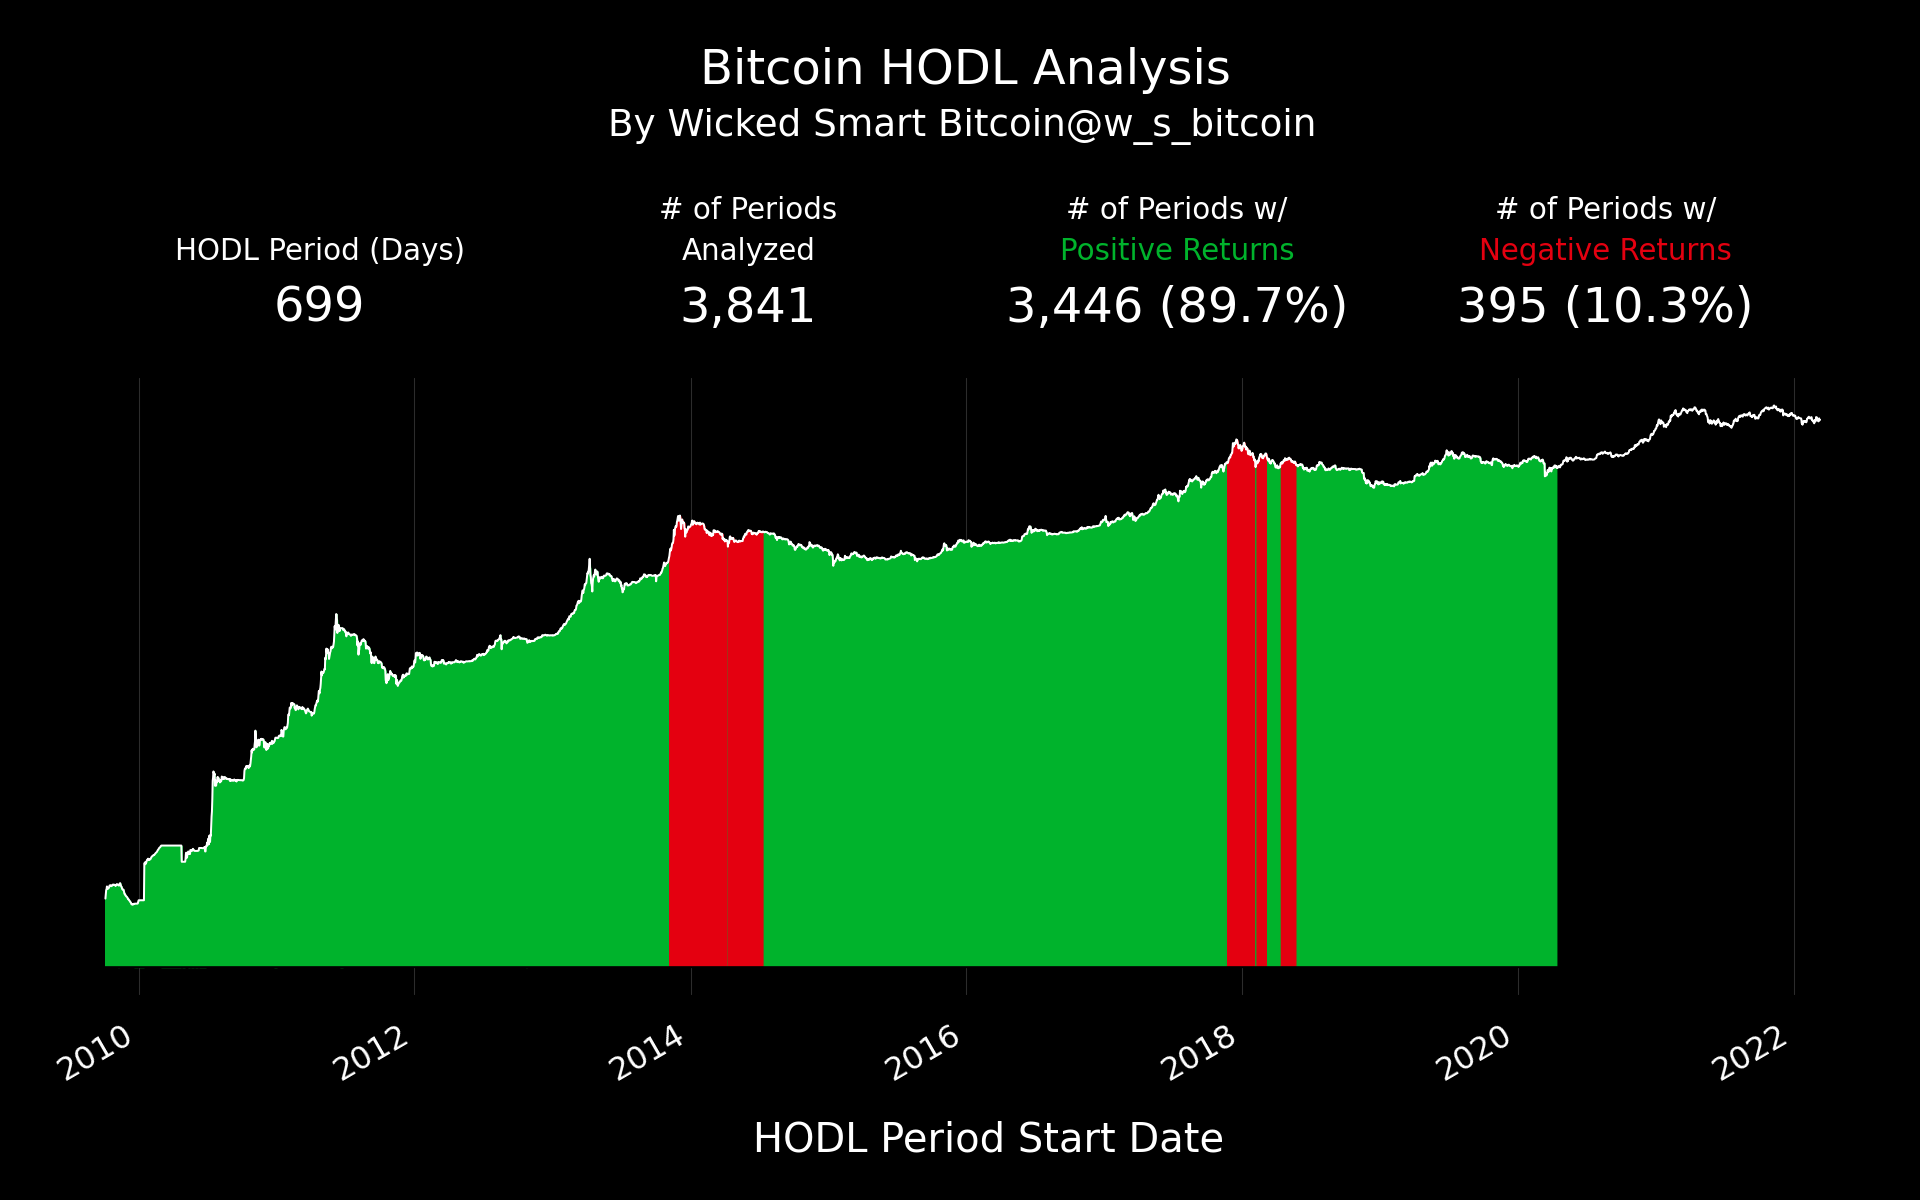 Bitcoin HODL Analysis
By Wicked Smart Bitcoin@w_s_bitcoin
HODL Period (Days)
699
# of Periods
Analyzed
3,841
# of Periods w/
Positive Returns
3,446 (89.7%)
# of Periods w/
Negative Returns
395 (10.3%)
2010
2012
2014
2016
2018
2020
2022
HODL Period Start Date